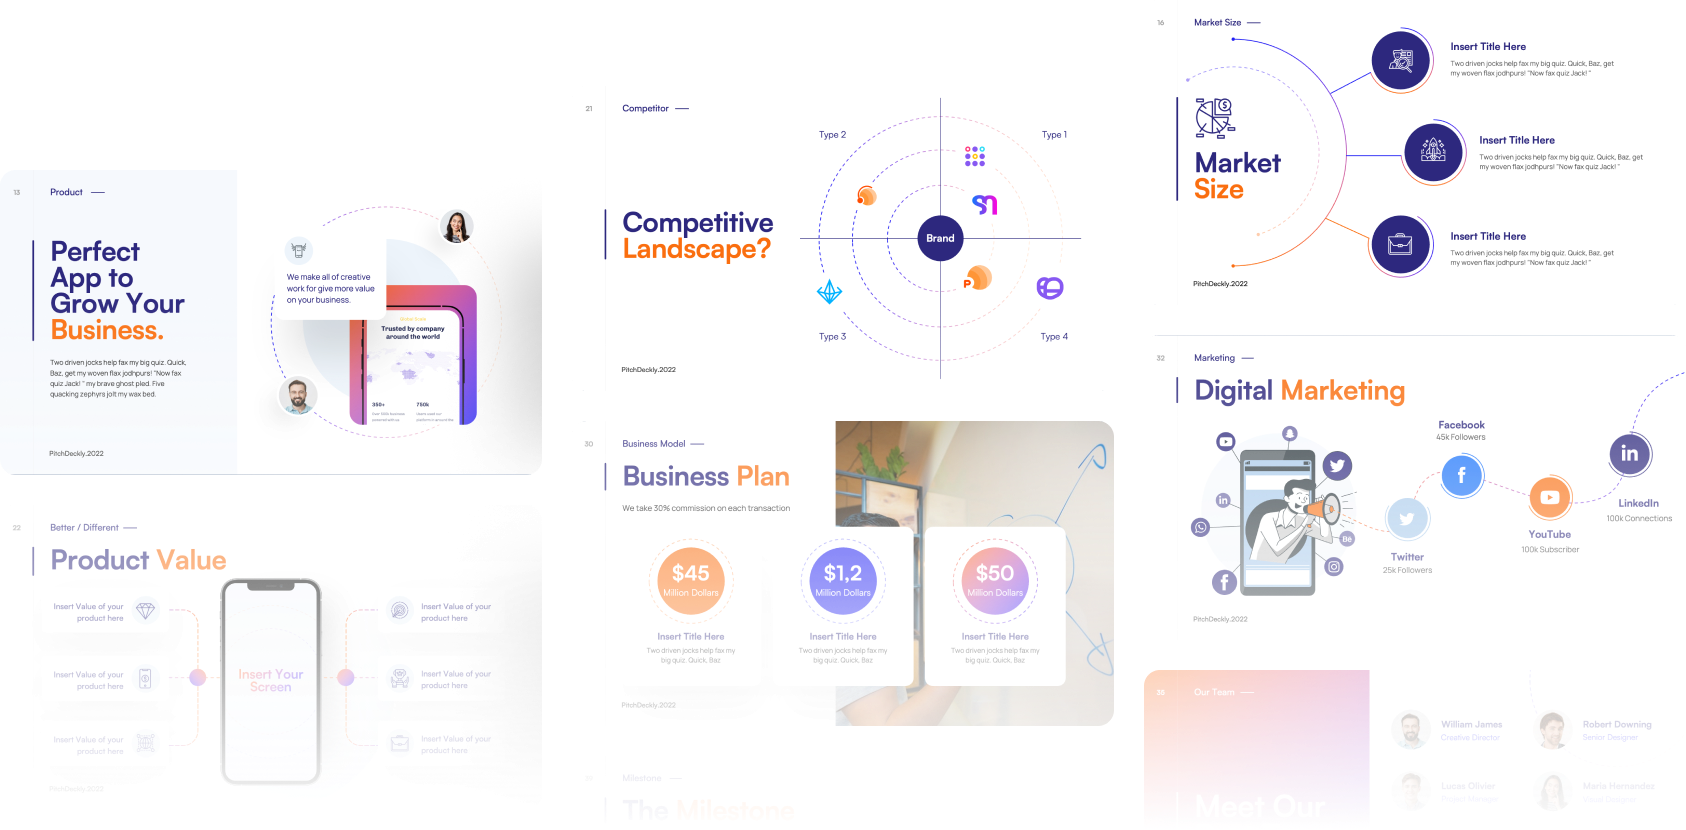 13
Product
Perfect
App to
Grow Your
Business.
Two driven jocks help fax my big quiz. Quick,
Baz, get my woven flax jodhpurs! "Now fax
quiz Jack! " my brave ghost pled. Five
quacking zephyrs jolt my wax bed.
PitchDeckly.2022
We make all of creative
work for give more value
on your business.
Trusted by company
around the world
350+
750k
22
Better / Different
Product Value
Insert Value of your
product here
Insert Value of your
product here
Insert Value of your
product here
Insert Your
Screen
Insert Value of your
product here
Insert Value of your
product here
Insert Value of your
product here
PitchDeckly.2022
21
Competitor
Competitive
Landscape?
Type 2
Type 1
Brand
Type 3
Type 4
PitchDeckly.2022
30
Business Model
Business Plan
We take 30% commission on each transaction
$45
Million Dollars
Insert Title Here
Two driven jocks help fax my
big quiz. Quick, Baz
$1,2
Million Dollars
Insert Title Here
Two driven jocks help fax my
big quiz. Quick, Baz
$50
Million Dollars
Insert Title Here
Two driven jocks help fax my
big quiz. Quick, Baz
PitchDeckly.2022
Milestone
The Milestone
16
Market Size
Market
Size
Insert Title Here
Two driven jocks help fax my big quiz. Quick, Baz, get
my woven flax jodhpurs! "Now fax quiz Jack! "
Insert Title Here
Two driven jocks help fax my big quiz. Quick, Baz, get
my woven flax jodhpurs! "Now fax quiz Jack! "
Insert Title Here
Two driven jocks help fax my big quiz. Quick, Baz, get
my woven flax jodhpurs! "Now fax quiz Jack! "
PitchDeckly.2022
32
Marketing
Digital Marketing
Facebook
45k Followers
LinkedIn
100k Connections
YouTube
100k Subscriber
Twitter
25k Followers
PitchDeckly.2022
38
Our Team
Meet Our
William James
Creative Director
Robert Downing
Senior Designer
Lucas Olivier
Maria Hernandez